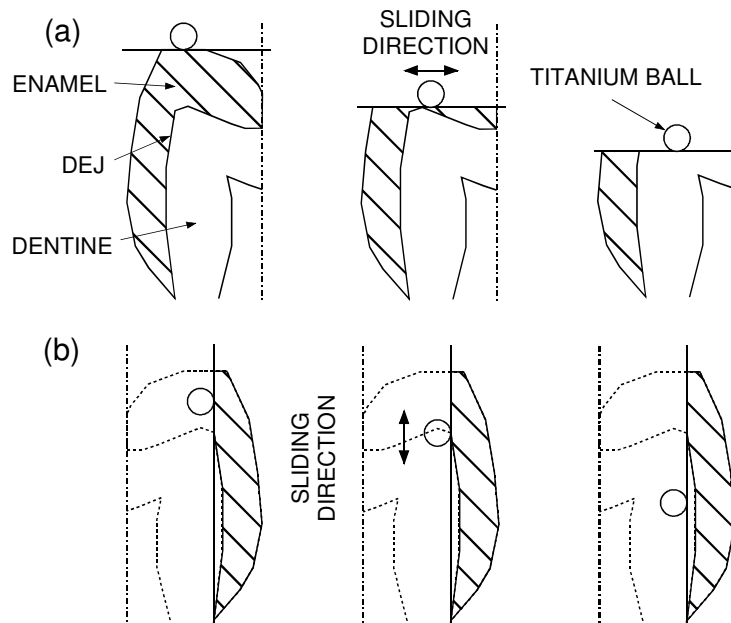 (a)
SLIDING
DIRECTION
TITANIUM BALL
ENAMEL
DEJ
DENTINE
(b)
SLIDING
DIRECTION